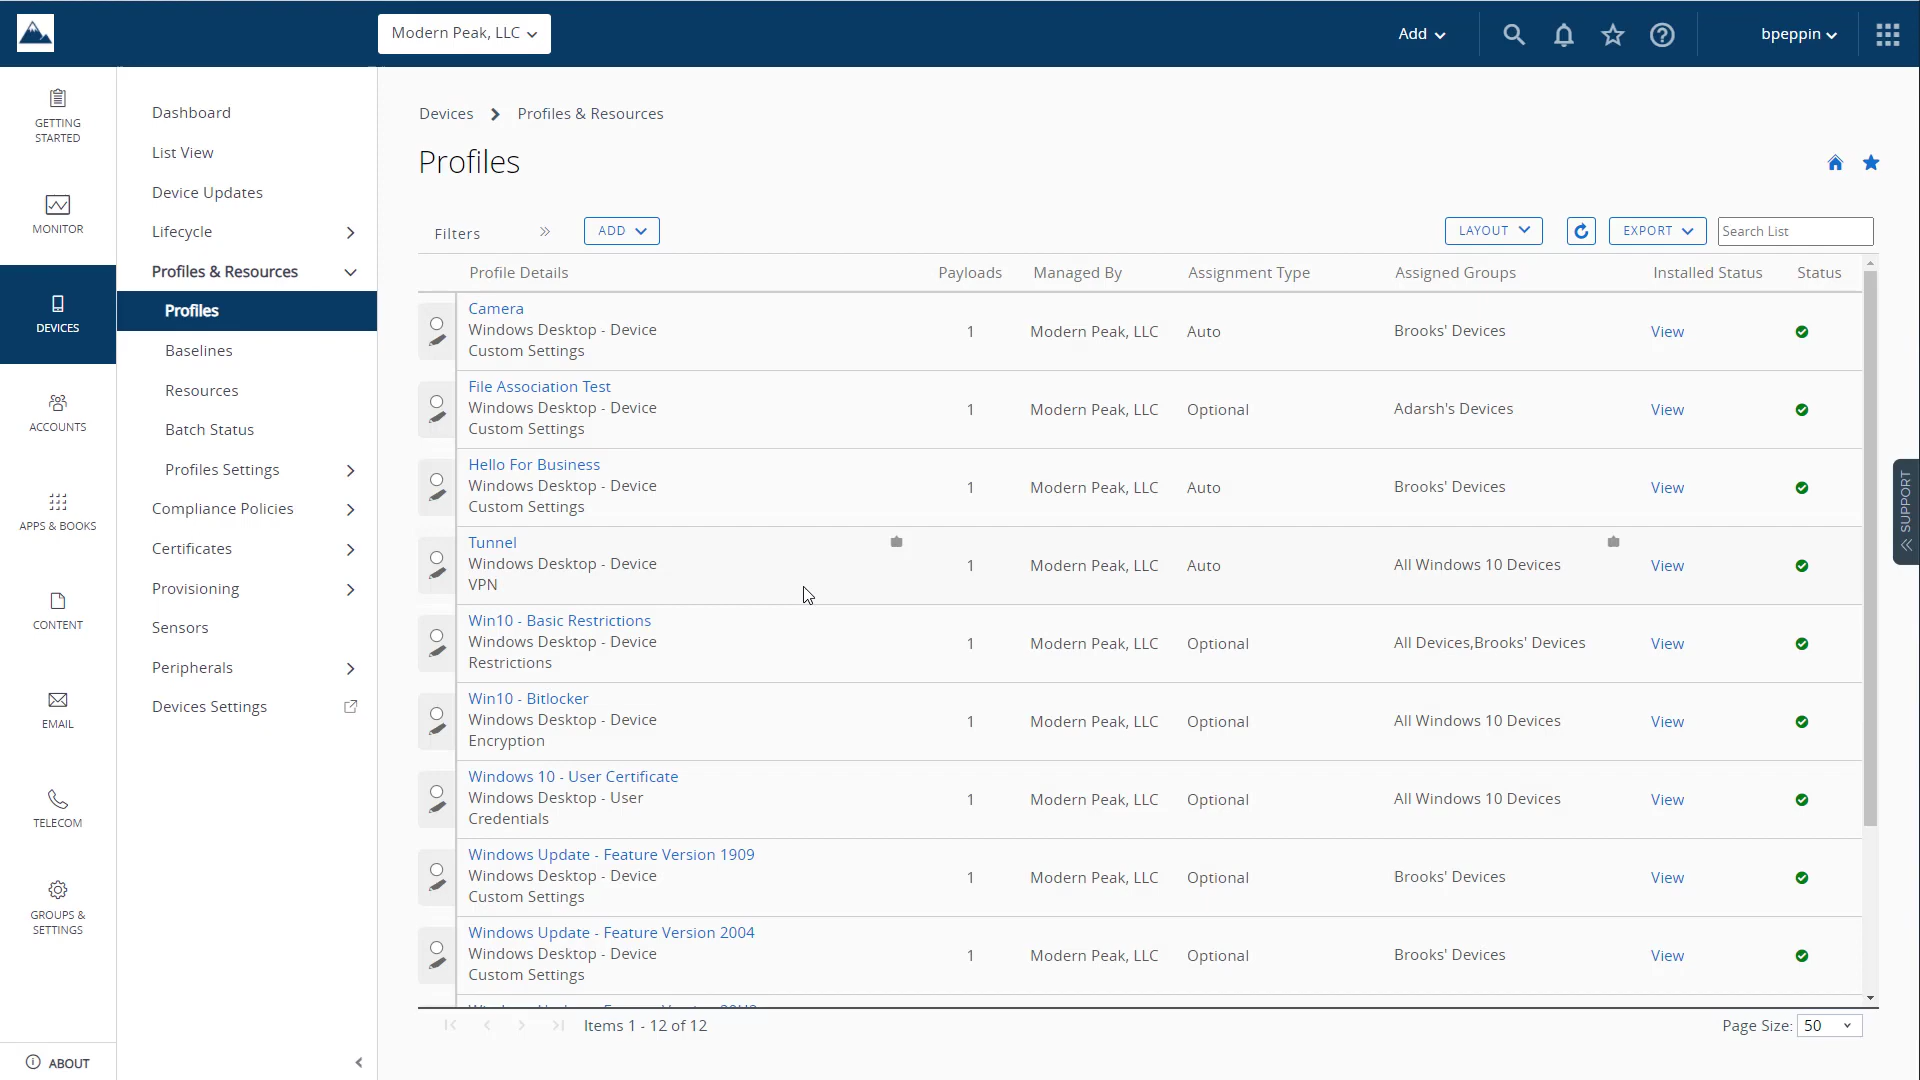 Modern Peak, LLC
Add
bpeppin
GETTING
STARTED
MONITOR
DEVICES
ACCOUNTS
APPS & BOOKS
CONTENT
EMAIL
TELECOM
GROUPS &
SETTINGS
ABOUT
Dashboard
List View
Device Updates
Lifecycle
Profiles & Resources
Profiles
Baselines
Resources
Batch Status
Profiles Settings
Compliance Policies
Certificates
Provisioning
Sensors
Peripherals
Devices Settings
Devices Profiles & Resources
Profiles
Filters
ADD
LAYOUT
EXPORT
Search List
Profile Details Payloads Managed By Assignment Type Assigned Groups Installed Status Status
Camera
Windows Desktop - Device
Custom Settings
1 Modern Peak, LLC Auto Brooks' Devices View
File Association Test
Windows Desktop - Device
Custom Settings
1 Modern Peak, LLC Optional Adarsh's Devices View
Hello For Business
Windows Desktop - Device
Custom Settings
1 Modern Peak, LLC Auto Brooks' Devices View
Tunnel
Windows Desktop - Device
VPN
1 Modern Peak, LLC Auto All Windows 10 Devices View
Win10 - Basic Restrictions
Windows Desktop - Device
Restrictions
1 Modern Peak, LLC Optional All Devices,Brooks' Devices View
Win10 - Bitlocker
Windows Desktop - Device
Encryption
1 Modern Peak, LLC Optional All Windows 10 Devices View
Windows 10 - User Certificate
Windows Desktop - User
Credentials
1 Modern Peak, LLC Optional All Windows 10 Devices View
Windows Update - Feature Version 1909
Windows Desktop - Device
Custom Settings
1 Modern Peak, LLC Optional Brooks' Devices View
Windows Update - Feature Version 2004
Windows Desktop - Device
Custom Settings
1 Modern Peak, LLC Optional Brooks' Devices View
Items 1 - 12 of 12
Page Size: 50
SUPPORT